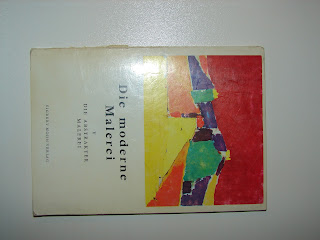 Die moderne
Malerei
DIE ABSTRAKTE
MALEREI